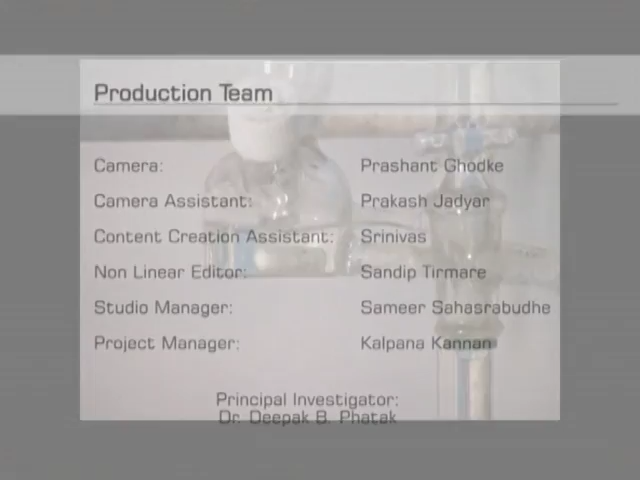 Production Team
Camera: Prashant Ghodke
Camera Assistant: Prakash Jadyar
Content Creation Assistant: Srinivas
Non Linear Editor: Sandip Tirmare
Studio Manager: Sameer Sahasrabudhe
Project Manager: Kalpana Kannan
Principal Investigator:
Dr. Deepak B. Phatak